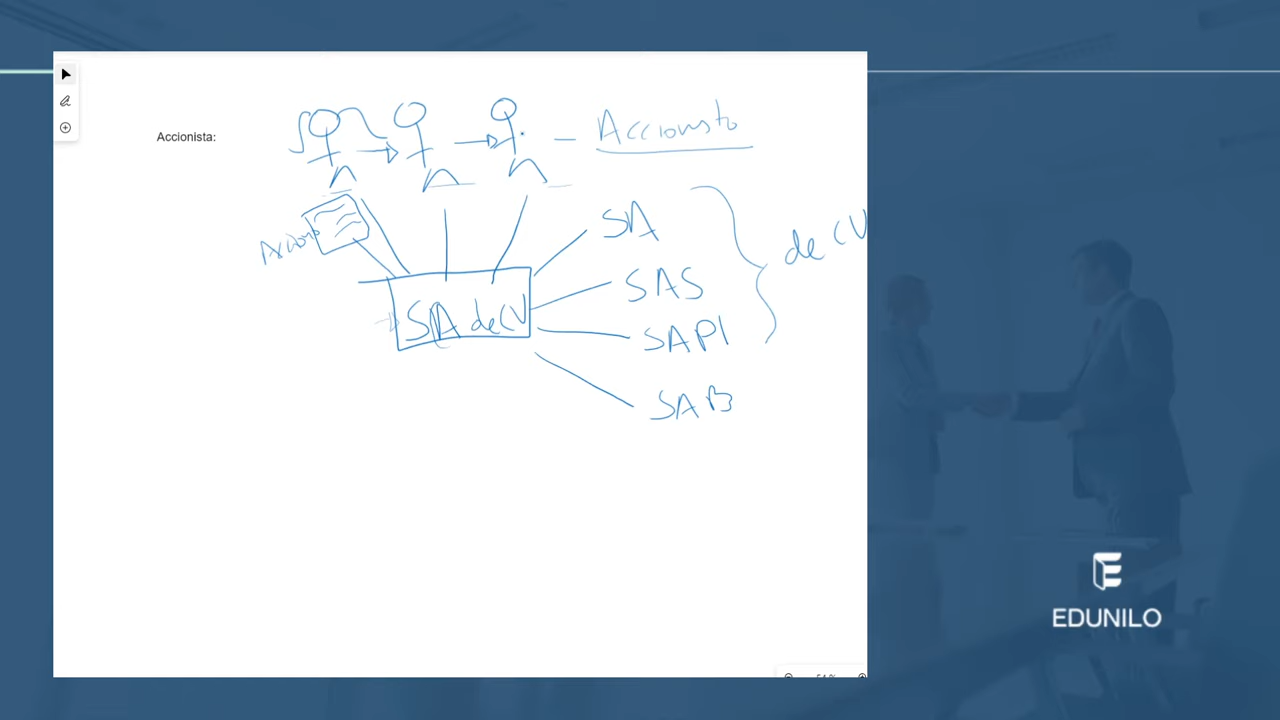 Accionista:
Accionista
Acciones
SA
de CV
SAS
SA de CV
SAPI
SAB
EDUNILO